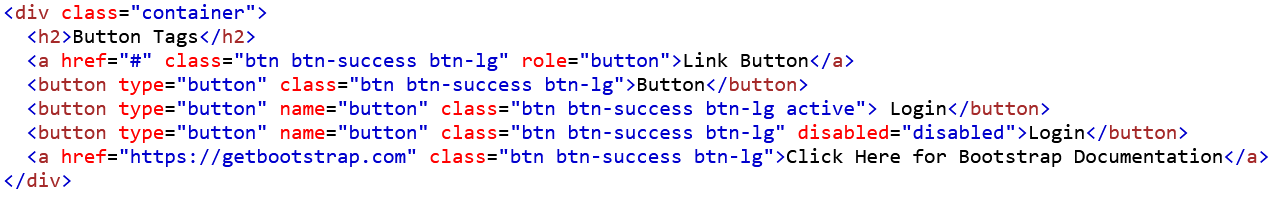 <div class="container">
  <h2>Button Tags</h2>
  <a href="#" class="btn btn-success btn-lg" role="button">Link Button</a>
  <button type="button" class="btn btn-success btn-lg">Button</button>
  <button type="button" name="button" class="btn btn-success btn-lg active"> Login</button>
  <button type="button" name="button" class="btn btn-success btn-lg" disabled="disabled">Login</button>
  <a href="https://getbootstrap.com" class="btn btn-success btn-lg">Click Here for Bootstrap Documentation</a>
</div>